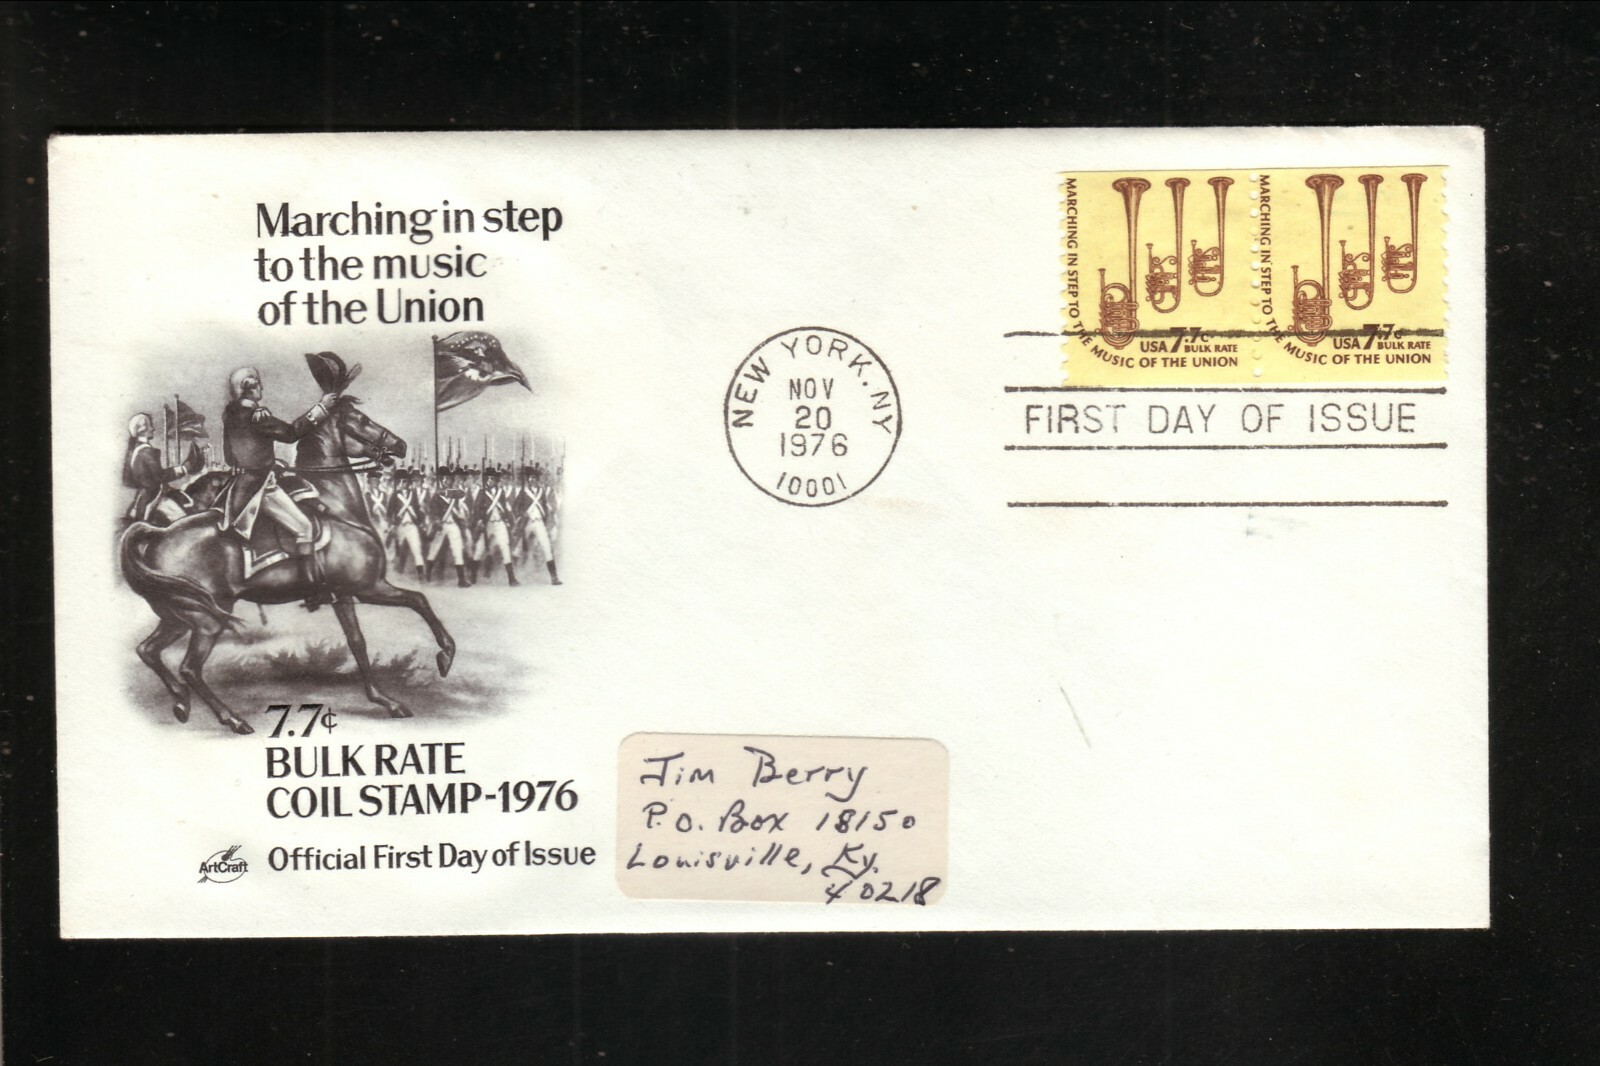 Marching in step
to the music
of the Union
MARCHING IN STEP TO THE MUSIC OF THE UNION
USA 7.7c
BULK RATE
MARCHING IN STEP TO THE MUSIC OF THE UNION
USA 7.7c
BULK RATE
NEW YORK, NY
NOV
20
1976
10001
FIRST DAY OF ISSUE
7.7¢
BULK RATE
COIL STAMP-1976
ArtCraft
Official First Day of Issue
Jim Berry
P.O. Box 18150
Louisville, Ky.
40218